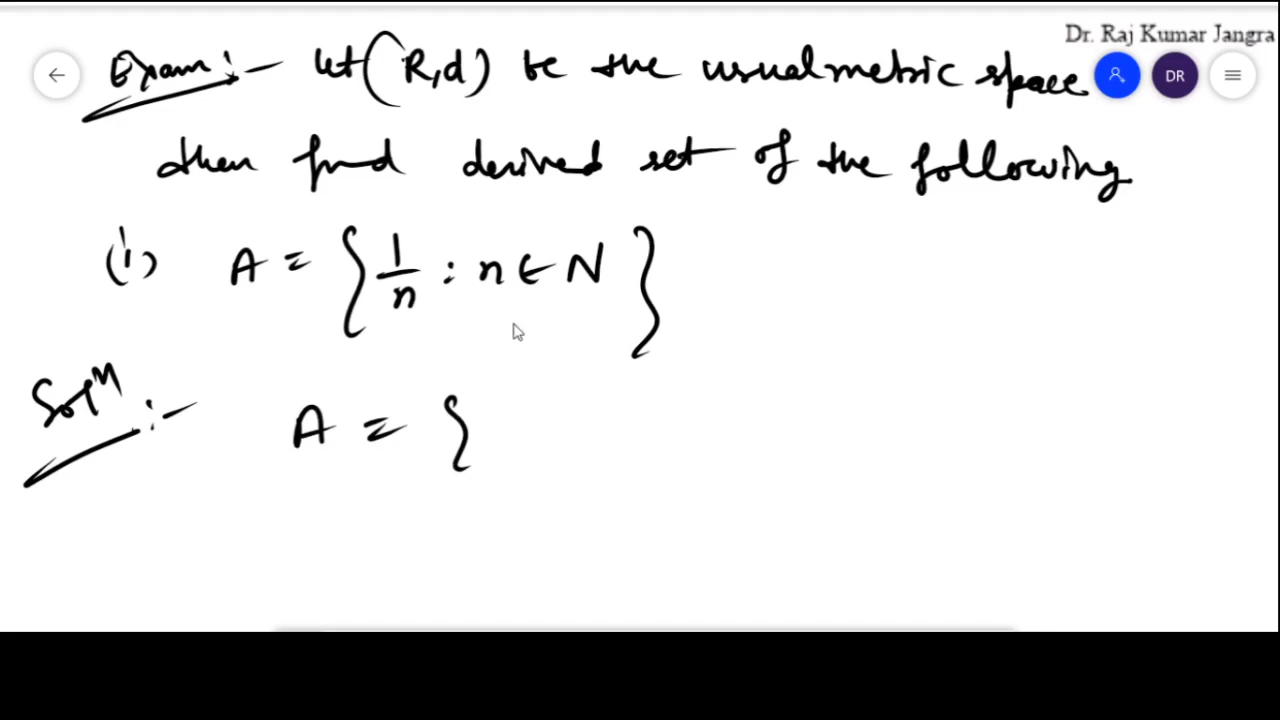 Dr. Raj Kumar Jangra
Exam :- let (R,d) be the usual metric space
DR
then find derived set of the following
(i) A = { 1/n : n ∈ N }
Solⁿ :- A = {